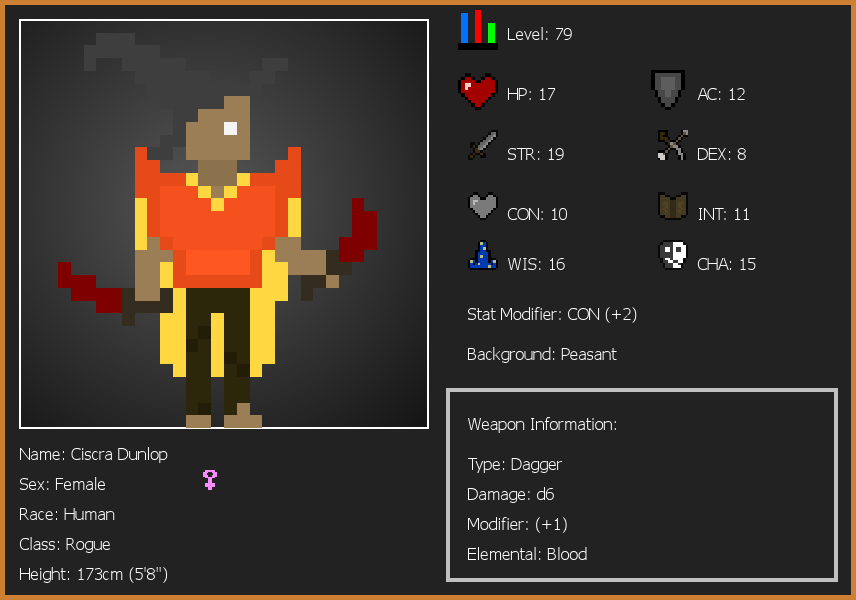 Level: 79
HP: 17
AC: 12
STR: 19
DEX: 8
CON: 10
INT: 11
WIS: 16
CHA: 15
Stat Modifier: CON (+2)
Background: Peasant
Weapon Information:
Type: Dagger
Damage: d6
Modifier: (+1)
Elemental: Blood
Name: Ciscra Dunlop
Sex: Female
Race: Human
Class: Rogue
Height: 173cm (5'8")